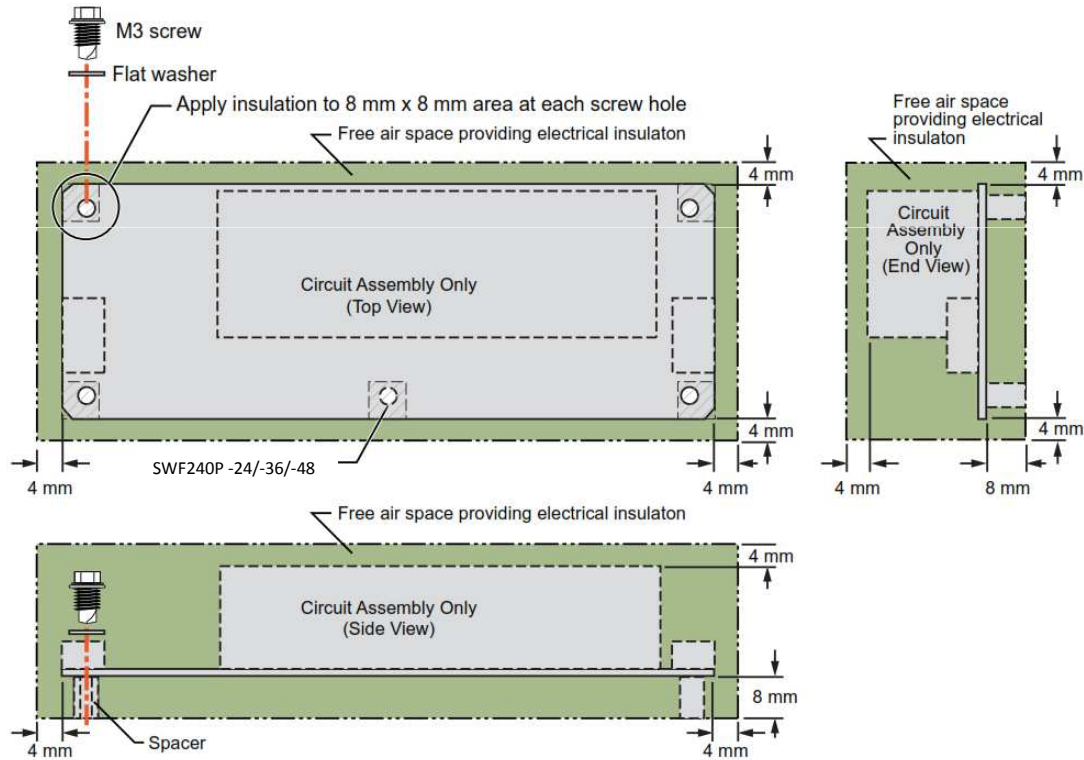 M3 screw
Flat washer
Apply insulation to 8 mm x 8 mm area at each screw hole
Free air space providing electrical insulaton
Free air space
providing electrical
insulaton
4 mm
4 mm
Circuit Assembly Only
(Top View)
Circuit
Assembly
Only
(End View)
4 mm
4 mm
SWF240P -24/-36/-48
4 mm
4 mm
4 mm
8 mm
Free air space providing electrical insulaton
4 mm
Circuit Assembly Only
(Side View)
8 mm
Spacer
4 mm
4 mm